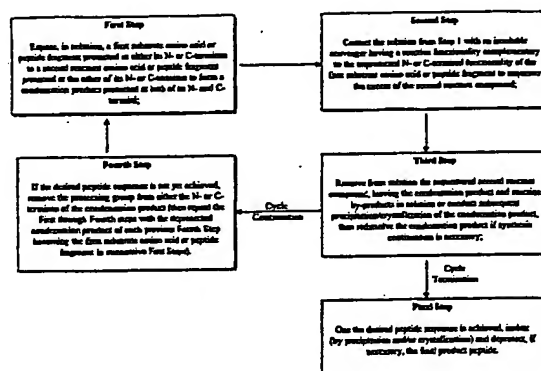 First Step
Expose, in solution, a first substrate amino acid or
peptide fragment protected at either its N- or C-terminus
to a second reactant amino acid or peptide fragment
protected at the other of its N- or C-terminus to form a
condensation product protected at both of its N- and C-
termini;
Second Step
Contact the solution from Step 1 with an insoluble
scavenger having a reactive functionality complementary
to the unprotected N- or C-terminal functionality of the
first substrate amino acid or peptide fragment to
the excess of the second reactant compound;
Third Step
Remove from solution the second reactant
compound, leaving the condensation product and reaction
by-products in solution or conduct subsequent
precipitation/crystallization of the condensation product,
then redissolve the condensation product if synthesis
continuation is necessary;
Cycle
Continuation
Fourth Step
If the desired peptide sequence is not yet achieved,
remove the protecting group from either the N- or C-
terminus of the condensation product (then repeat the
First through Fourth steps with the deprotected
condensation product of each previous Fourth Step
becoming the first substrate amino acid or peptide
fragment in successive First Steps).
Cycle
Termination
Final Step
One the desired peptide sequence is achieved, isolate
(by precipitation and/or crystallization) and deprotect, if
necessary, the final product peptide.